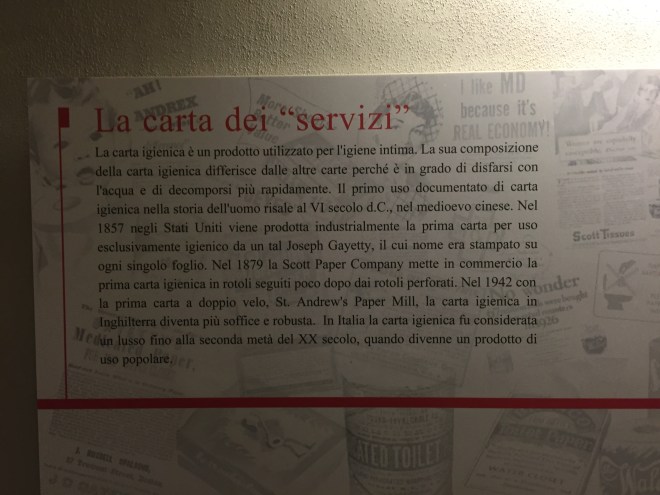 La carta dei "servizi"
La carta igienica è un prodotto utilizzato per l'igiene intima. La sua composizione
della carta igienica differisce dalle altre carte perché è in grado di disfarsi con
l'acqua e di decomporsi più rapidamente. Il primo uso documentato di carta
igienica nella storia dell'uomo risale al VI secolo d.C., nel medioevo cinese. Nel
1857 negli Stati Uniti viene prodotta industrialmente la prima carta per uso
esclusivamente igienico da un tal Joseph Gayetty, il cui nome era stampato su
ogni singolo foglio. Nel 1879 la Scott Paper Company mette in commercio la
prima carta igienica in rotoli seguiti poco dopo dai rotoli perforati. Nel 1942 con
la prima carta a doppio velo, St. Andrew's Paper Mill, la carta igienica in
Inghilterra diventa più soffice e robusta. In Italia la carta igienica fu considerata
un lusso fino alla seconda metà del XX secolo, quando divenne un prodotto di
uso popolare.
"AH!
ANDREX
I like MD
because it's
REAL ECONOMY!
Scott Tissues
No wonder